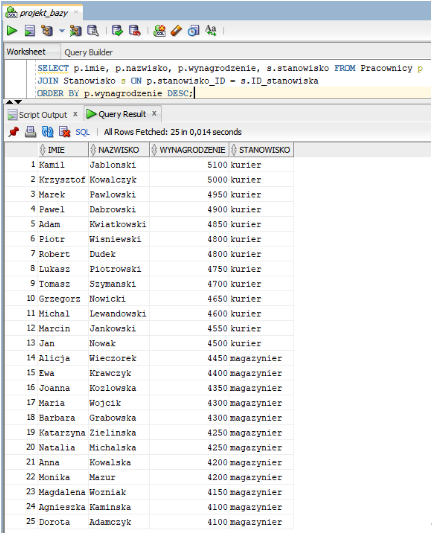 projekt_bazy
Worksheet Query Builder
SELECT p.imie, p.nazwisko, p.wynagrodzenie, s.stanowisko FROM Pracownicy p
JOIN Stanowisko s ON p.stanowisko_ID = s.ID_stanowiska
ORDER BY p.wynagrodzenie DESC;
Script Output x Query Result x
SQL | All Rows Fetched: 25 in 0,014 seconds
IMIE NAZWISKO WYNAGRODZENIE STANOWISKO
1 Kamil Jablonski 5100 kurier
2 Krzysztof Kowalczyk 5000 kurier
3 Marek Pawlowski 4950 kurier
4 Pawel Dabrowski 4900 kurier
5 Adam Kwiatkowski 4850 kurier
6 Piotr Wisniewski 4800 kurier
7 Robert Dudek 4800 kurier
8 Lukasz Piotrowski 4750 kurier
9 Tomasz Szymanski 4700 kurier
10 Grzegorz Nowicki 4650 kurier
11 Michal Lewandowski 4600 kurier
12 Marcin Jankowski 4550 kurier
13 Jan Nowak 4500 kurier
14 Alicja Wieczorek 4450 magazynier
15 Ewa Krawczyk 4400 magazynier
16 Joanna Kozlowska 4350 magazynier
17 Maria Wojcik 4300 magazynier
18 Barbara Grabowska 4300 magazynier
19 Katarzyna Zielinska 4250 magazynier
20 Natalia Michalska 4250 magazynier
21 Anna Kowalska 4200 magazynier
22 Monika Mazur 4200 magazynier
23 Magdalena Wozniak 4150 magazynier
24 Agnieszka Kaminska 4100 magazynier
25 Dorota Adamczyk 4100 magazynier